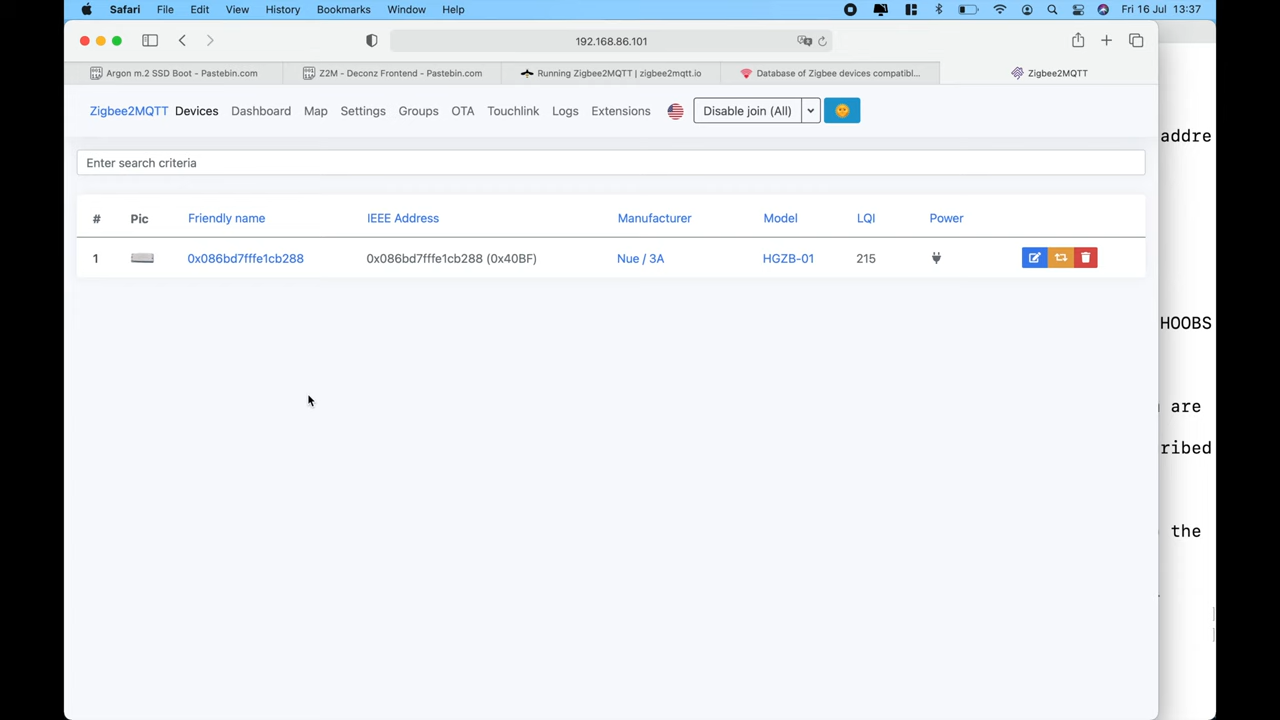 Safari File Edit View History Bookmarks Window Help Fri 16 Jul 13:37
192.168.86.101
Argon m.2 SSD Boot - Pastebin.com Z2M - Deconz Frontend - Pastebin.com Running Zigbee2MQTT | zigbee2mqtt.io Database of Zigbee devices compatibl... Zigbee2MQTT
Zigbee2MQTT Devices Dashboard Map Settings Groups OTA Touchlink Logs Extensions Disable join (All)
addre
Enter search criteria
# Pic Friendly name IEEE Address Manufacturer Model LQI Power
1 0x086bd7fffe1cb288 0x086bd7fffe1cb288 (0x40BF) Nue / 3A HGZB-01 215
HOOBS
are
ribed
the